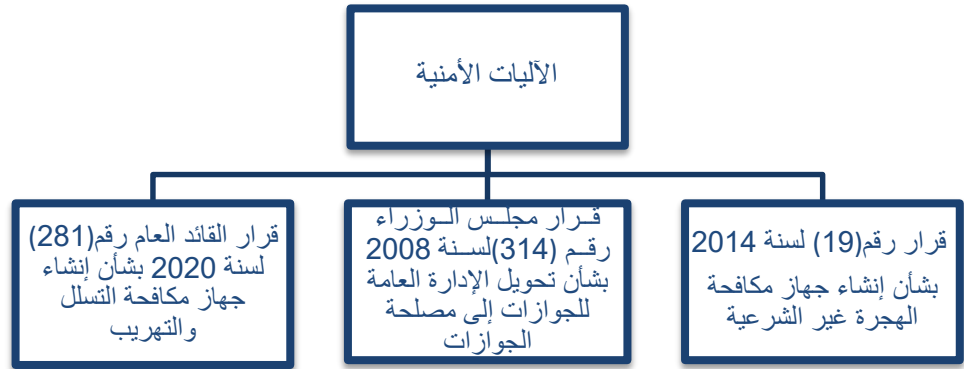 الآليات الأمنية
قرار رقم(19) لسنة 2014
بشأن إنشاء جهاز مكافحة
الهجرة غير الشرعية
قـرار مجلـس الـوزراء
رقـم (314)لسـنة 2008
بشأن تحويل الإدارة العامة
للجوازات إلى مصلحة
الجوازات
قرار القائد العام رقم(281)
لسنة 2020 بشأن إنشاء
جهاز مكافحة التسلل
والتهريب